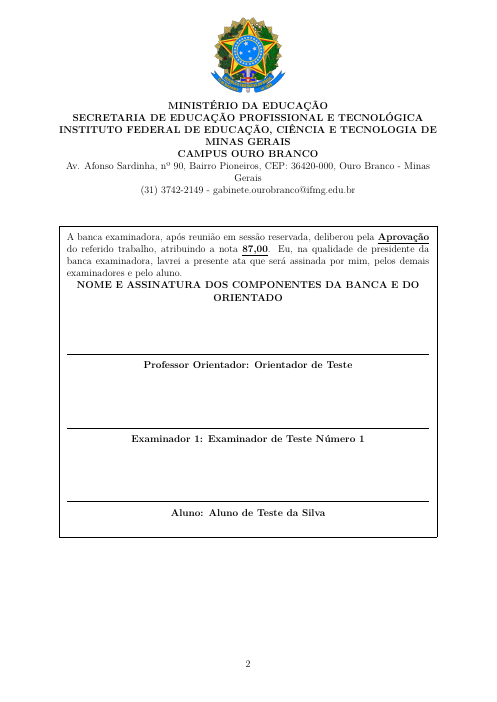 MINISTÉRIO DA EDUCAÇÃO
SECRETARIA DE EDUCAÇÃO PROFISSIONAL E TECNOLÓGICA
INSTITUTO FEDERAL DE EDUCAÇÃO, CIÊNCIA E TECNOLOGIA DE
MINAS GERAIS
CAMPUS OURO BRANCO
Av. Afonso Sardinha, nº 90, Bairro Pioneiros, CEP: 36420-000, Ouro Branco - Minas
Gerais
(31) 3742-2149 - gabinete.ourobranco@ifmg.edu.br
A banca examinadora, após reunião em sessão reservada, deliberou pela Aprovação
do referido trabalho, atribuindo a nota 87,00. Eu, na qualidade de presidente da
banca examinadora, lavrei a presente ata que será assinada por mim, pelos demais
examinadores e pelo aluno.
NOME E ASSINATURA DOS COMPONENTES DA BANCA E DO
ORIENTADO
Professor Orientador: Orientador de Teste
Examinador 1: Examinador de Teste Número 1
Aluno: Aluno de Teste da Silva
2